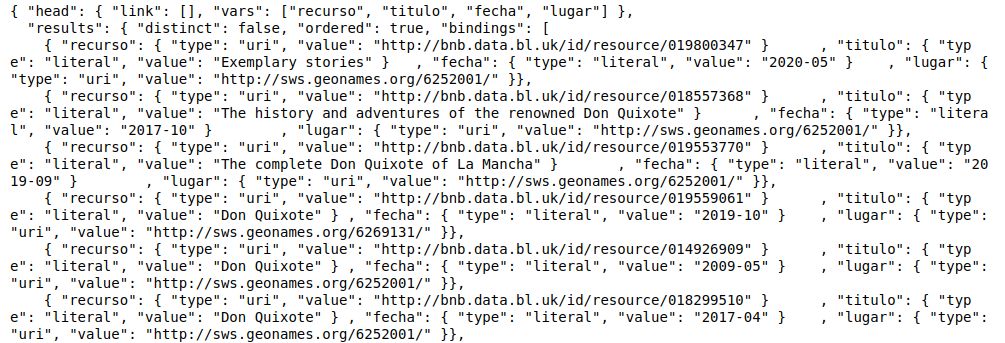 { "head": { "link": [], "vars": ["recurso", "titulo", "fecha", "lugar"] },
  "results": { "distinct": false, "ordered": true, "bindings": [
    { "recurso": { "type": "uri", "value": "http://bnb.data.bl.uk/id/resource/019800347" }      , "titulo": { "typ
e": "literal", "value": "Exemplary stories" }   , "fecha": { "type": "literal", "value": "2020-05" }    , "lugar": {
"type": "uri", "value": "http://sws.geonames.org/6252001/" }},
    { "recurso": { "type": "uri", "value": "http://bnb.data.bl.uk/id/resource/018557368" }      , "titulo": { "typ
e": "literal", "value": "The history and adventures of the renowned Don Quixote" }      , "fecha": { "type": "litera
l", "value": "2017-10" }        , "lugar": { "type": "uri", "value": "http://sws.geonames.org/6252001/" }},
    { "recurso": { "type": "uri", "value": "http://bnb.data.bl.uk/id/resource/019553770" }      , "titulo": { "typ
e": "literal", "value": "The complete Don Quixote of La Mancha" }       , "fecha": { "type": "literal", "value": "20
19-09" }        , "lugar": { "type": "uri", "value": "http://sws.geonames.org/6252001/" }},
    { "recurso": { "type": "uri", "value": "http://bnb.data.bl.uk/id/resource/019559061" }      , "titulo": { "typ
e": "literal", "value": "Don Quixote" } , "fecha": { "type": "literal", "value": "2019-10" }    , "lugar": { "type":
"uri", "value": "http://sws.geonames.org/6269131/" }},
    { "recurso": { "type": "uri", "value": "http://bnb.data.bl.uk/id/resource/014926909" }      , "titulo": { "typ
e": "literal", "value": "Don Quixote" } , "fecha": { "type": "literal", "value": "2009-05" }    , "lugar": { "type":
"uri", "value": "http://sws.geonames.org/6252001/" }},
    { "recurso": { "type": "uri", "value": "http://bnb.data.bl.uk/id/resource/018299510" }      , "titulo": { "typ
e": "literal", "value": "Don Quixote" } , "fecha": { "type": "literal", "value": "2017-04" }    , "lugar": { "type":
"uri", "value": "http://sws.geonames.org/6252001/" }},